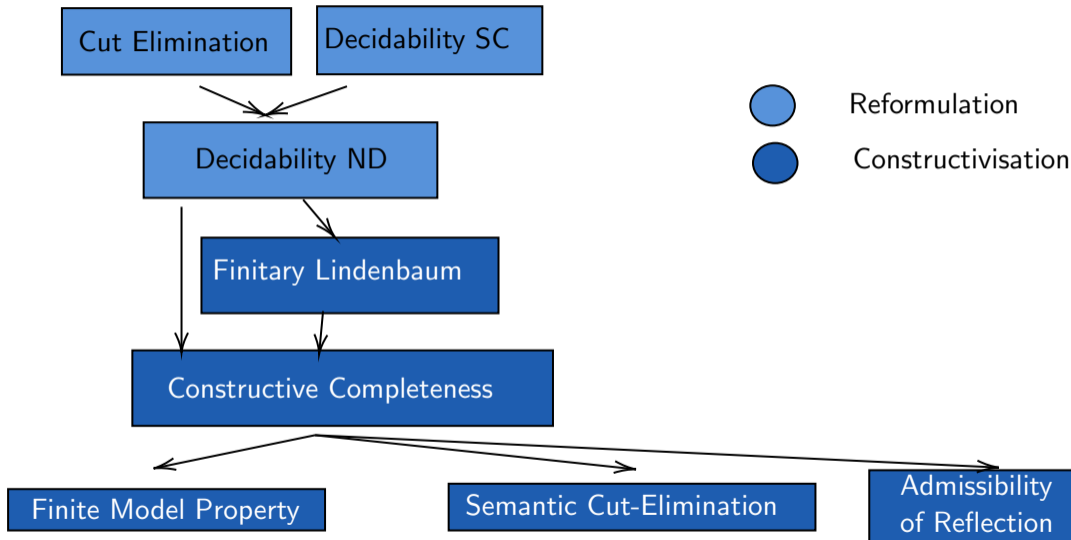 Cut Elimination
Decidability SC
Reformulation
Decidability ND
Constructivisation
Finitary Lindenbaum
Constructive Completeness
Finite Model Property
Semantic Cut-Elimination
Admissibility
of Reflection